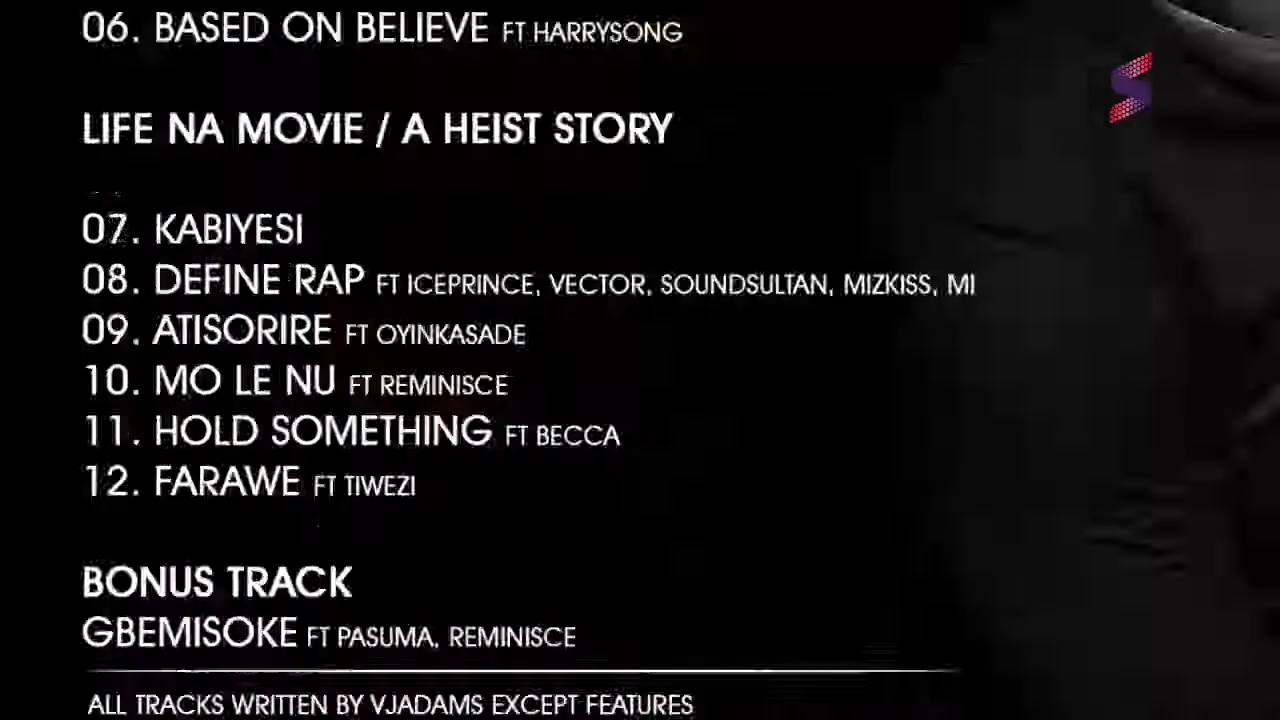 06. BASED ON BELIEVE FT HARRYSONG
LIFE NA MOVIE / A HEIST STORY
07. KABIYESI
08. DEFINE RAP FT ICEPRINCE, VECTOR, SOUNDSULTAN, MIZKISS, MI
09. ATISORIRE FT OYINKASADE
10. MO LE NU FT REMINISCE
11. HOLD SOMETHING FT BECCA
12. FARAWE FT TIWEZI
BONUS TRACK
GBEMISOKE FT PASUMA, REMINISCE
ALL TRACKS WRITTEN BY VJADAMS EXCEPT FEATURES